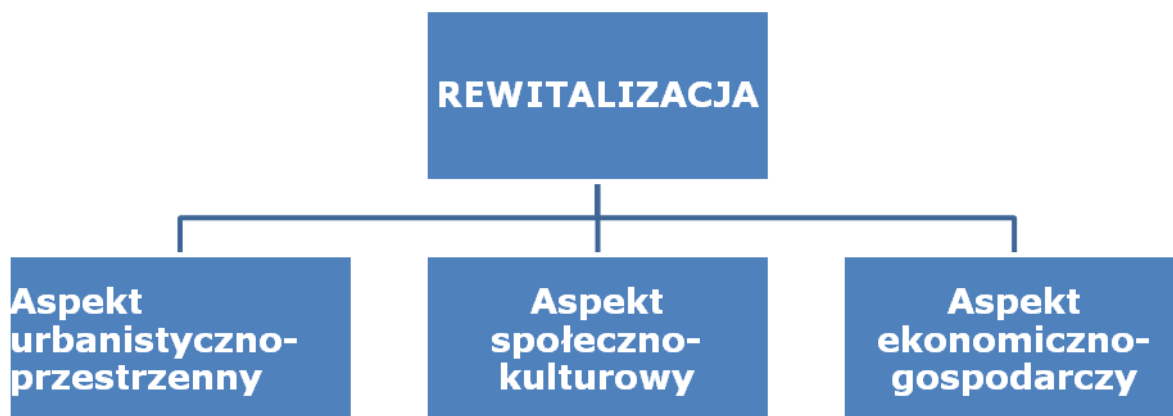 REWITALIZACJA
Aspekt
urbanistyczno-
przestrzenny
Aspekt
społeczno-
kulturowy
Aspekt
ekonomiczno-
gospodarczy